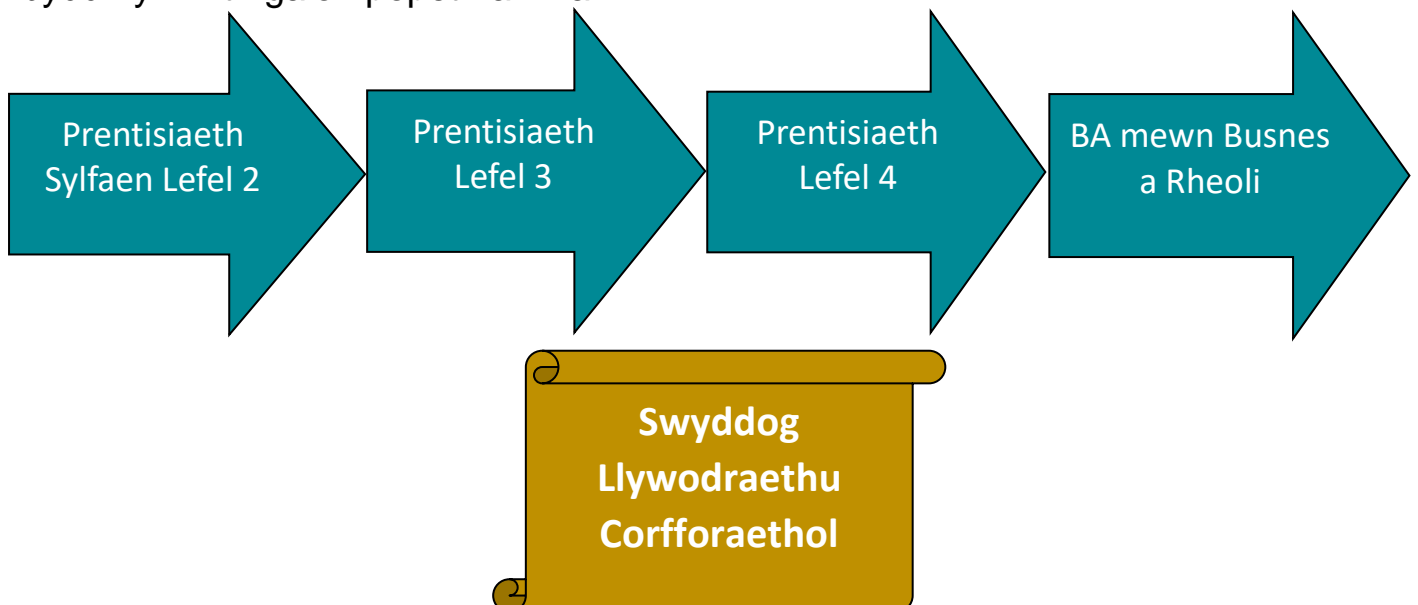 Prentisiaeth
Sylfaen Lefel 2
Prentisiaeth
Lefel 3
Prentisiaeth
Lefel 4
BA mewn Busnes
a Rheoli
Swyddog
Llywodraethu
Corfforaethol